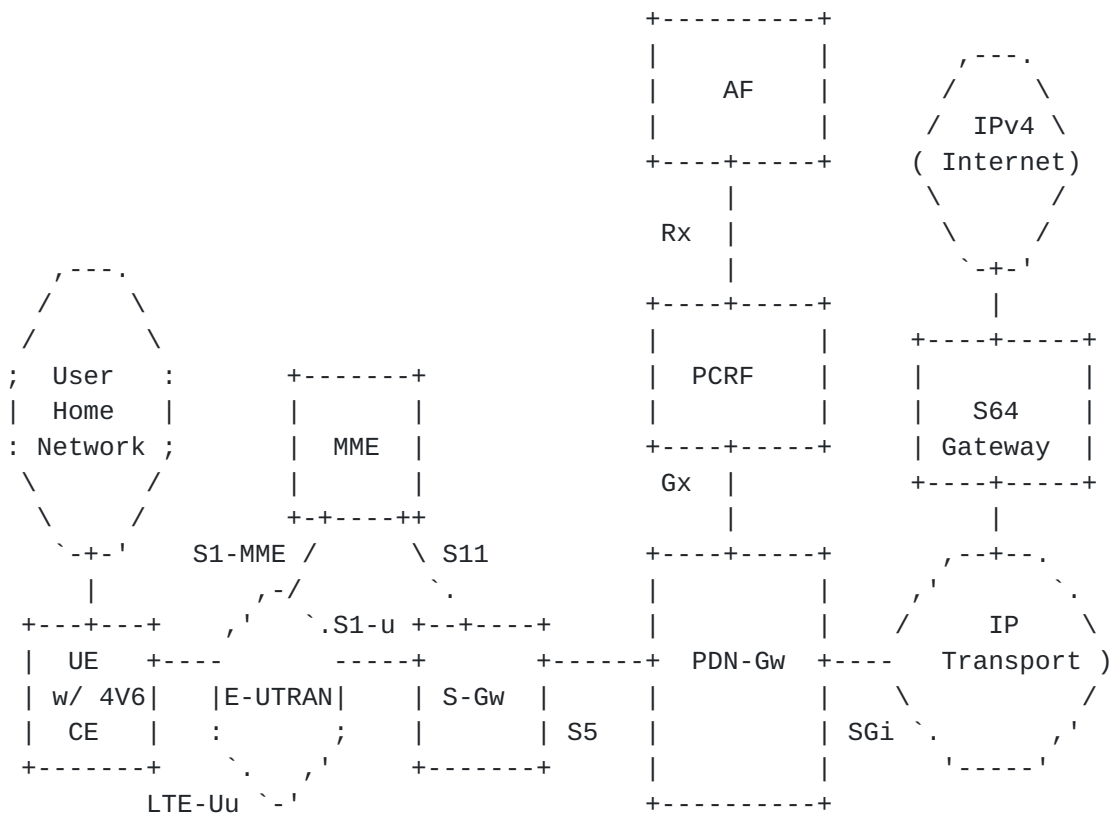 AF
IPv4
Internet
Rx
User
PCRF
Home
S64
Network
MME
Gateway
Gx
S1-MME
S11
S1-u
IP
UE
PDN-Gw
Transport
w/ 4V6
E-UTRAN
S-Gw
CE
S5
SGi
LTE-Uu